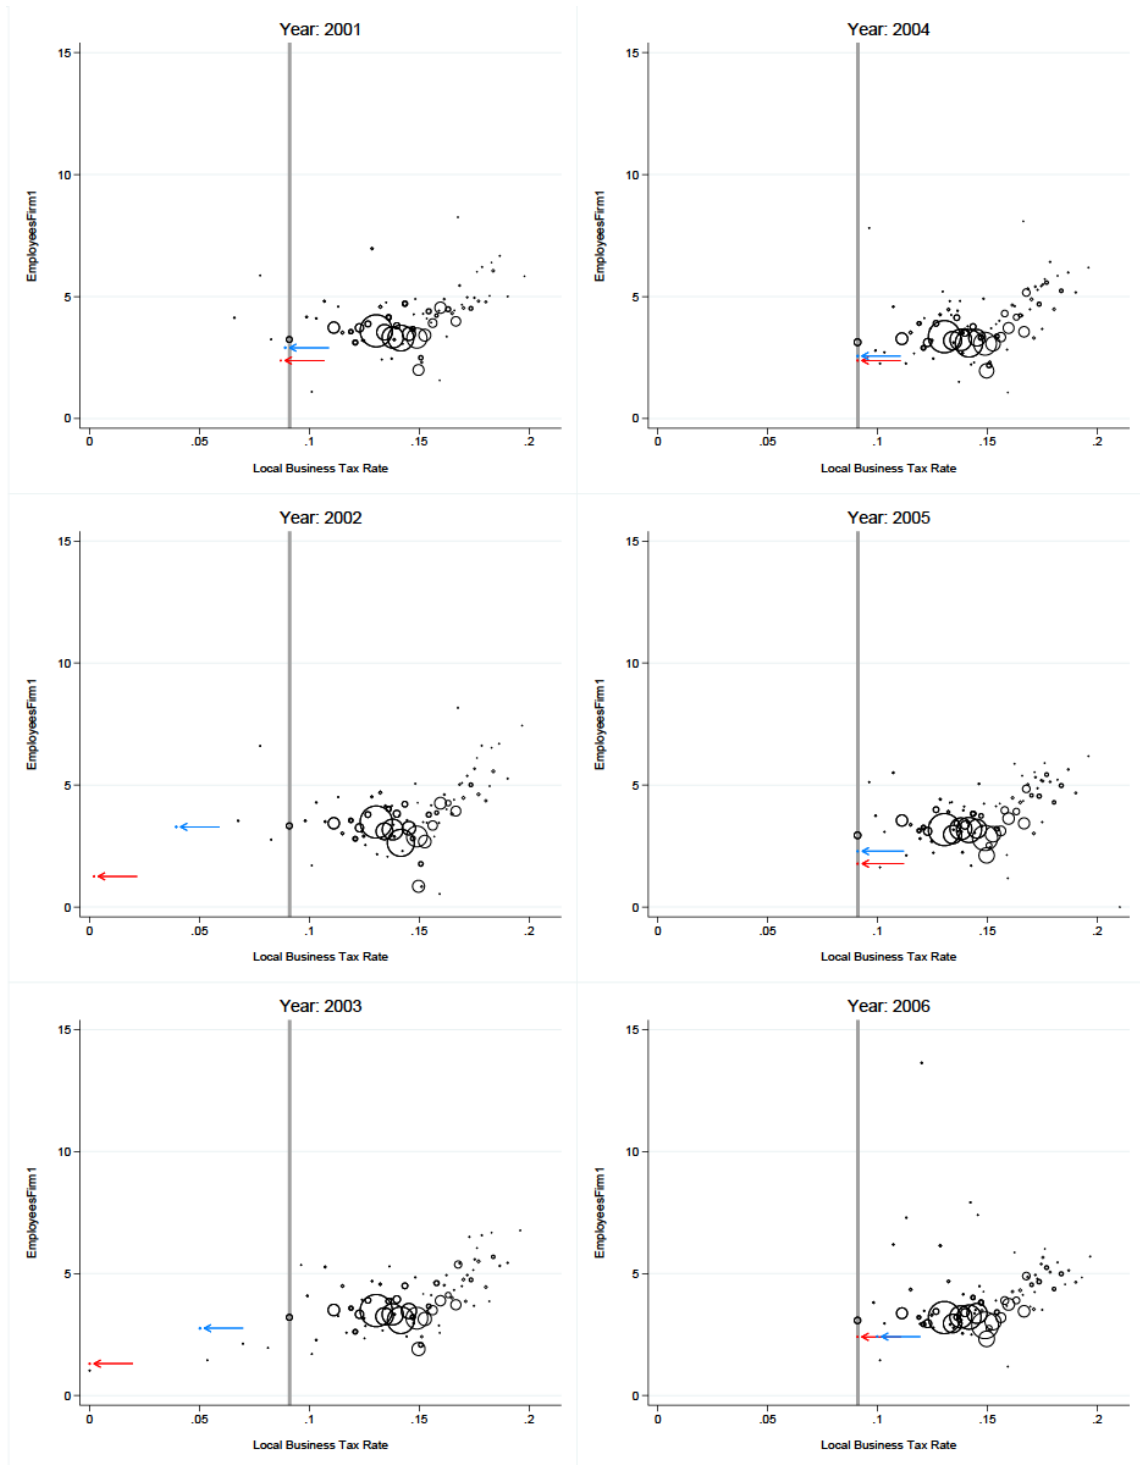 Year: 2001
15
10
5
0
EmployeesFirm1
0 .05 .1 .15 .2
Local Business Tax Rate
Year: 2004
15
10
5
0
EmployeesFirm1
0 .05 .1 .15 .2
Local Business Tax Rate
Year: 2002
15
10
5
0
EmployeesFirm1
0 .05 .1 .15 .2
Local Business Tax Rate
Year: 2005
15
10
5
0
EmployeesFirm1
0 .05 .1 .15 .2
Local Business Tax Rate
Year: 2003
15
10
5
0
EmployeesFirm1
0 .05 .1 .15 .2
Local Business Tax Rate
Year: 2006
15
10
5
0
EmployeesFirm1
0 .05 .1 .15 .2
Local Business Tax Rate